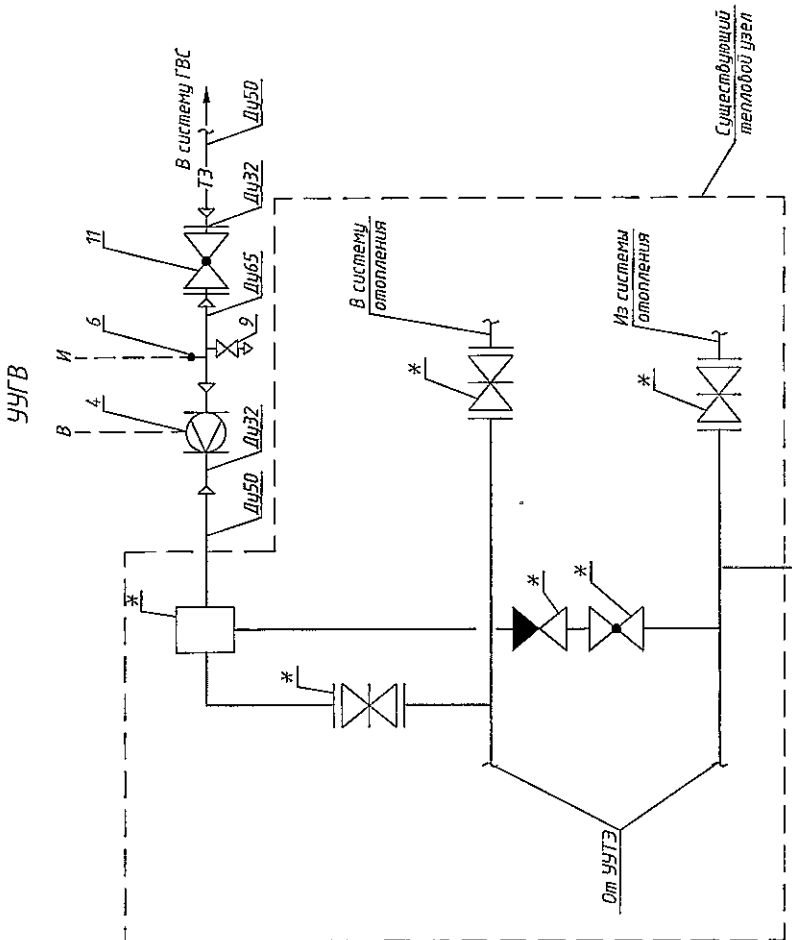 УУГВ
В
И
4
6
11
В систему ГВС
Т3
Ду50
Ду32
Ду65
9
Ду32
Ду50
*
*
В систему
отопления
*
*
*
Из системы
отопления
*
От УУТЭ
Существующий
тепловой узел